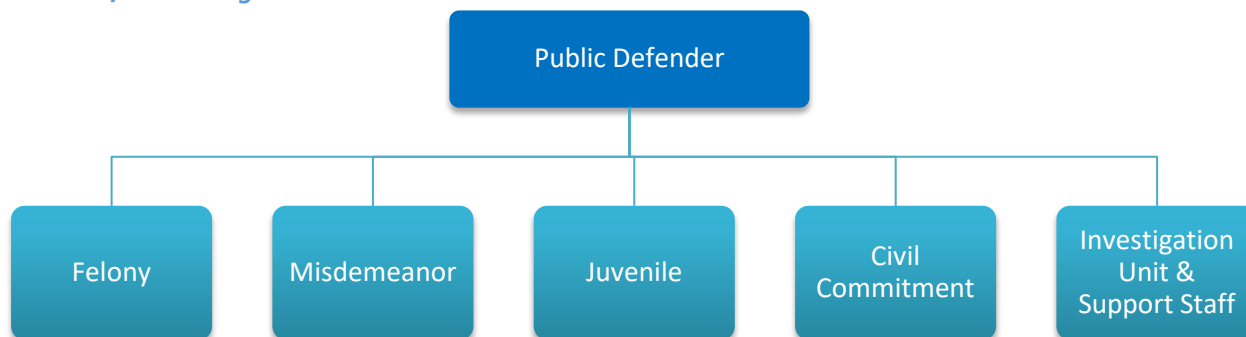 Public Defender
Felony
Misdemeanor
Juvenile
Civil
Commitment
Investigation
Unit &
Support Staff